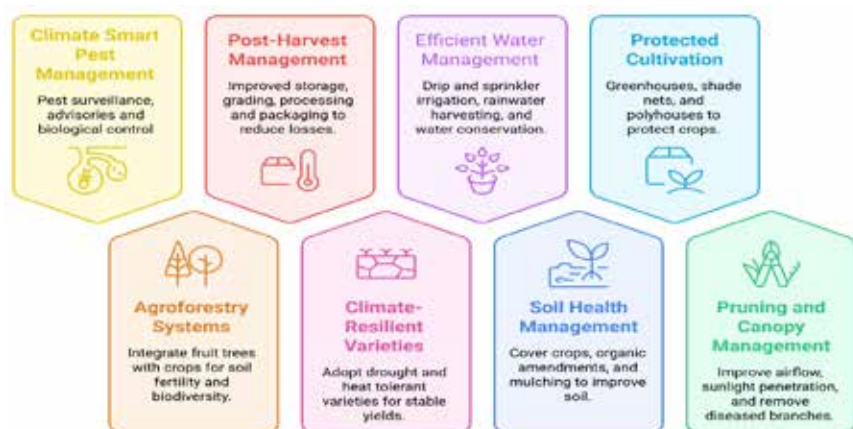 Climate Smart
Pest
Management
Pest surveillance,
advisories and
biological control
Post-Harvest
Management
Improved storage,
grading, processing
and packaging to
reduce losses.
Efficient Water
Management
Drip and sprinkler
irrigation, rainwater
harvesting, and
water conservation.
Protected
Cultivation
Greenhouses, shade
nets, and
polyhouses to
protect crops.
Agroforestry
Systems
Integrate fruit trees
with crops for soil
fertility and
biodiversity.
Climate-
Resilient
Varieties
Adopt drought and
heat tolerant
varieties for stable
yields.
Soil Health
Management
Cover crops, organic
amendments, and
mulching to improve
soil.
Pruning and
Canopy
Management
Improve airflow,
sunlight penetration,
and remove
diseased branches.